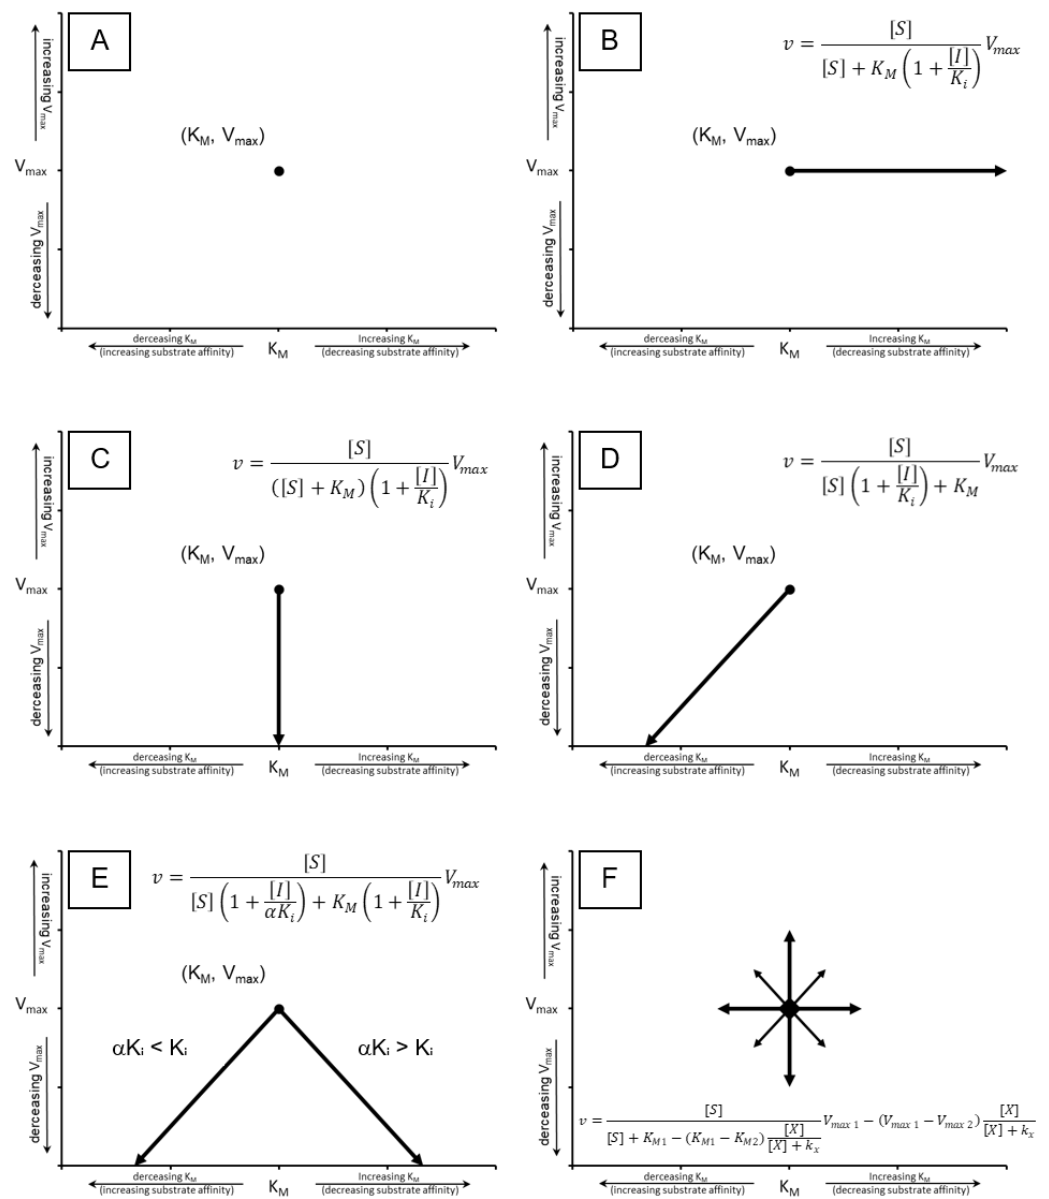 A
increasing Vmax
(KM, Vmax)
Vmax
derceasing Vmax
derceasing KM
(increasing substrate affinity)
KM
Increasing KM
(decreasing substrate affinity)
B
v = [S] / ([S] + KM (1 + [I]/Ki)) Vmax
increasing Vmax
(KM, Vmax)
Vmax
derceasing Vmax
derceasing KM
(increasing substrate affinity)
KM
Increasing KM
(decreasing substrate affinity)
C
v = [S] / (([S] + KM) (1 + [I]/Ki)) Vmax
increasing Vmax
(KM, Vmax)
Vmax
derceasing Vmax
derceasing KM
(increasing substrate affinity)
KM
Increasing KM
(decreasing substrate affinity)
D
v = [S] / ([S] (1 + [I]/Ki) + KM) Vmax
increasing Vmax
(KM, Vmax)
Vmax
derceasing Vmax
derceasing KM
(increasing substrate affinity)
KM
Increasing KM
(decreasing substrate affinity)
E
v = [S] / ([S] (1 + [I]/αKi) + KM (1 + [I]/Ki)) Vmax
increasing Vmax
(KM, Vmax)
Vmax
αKi < Ki
αKi > Ki
derceasing Vmax
derceasing KM
(increasing substrate affinity)
KM
Increasing KM
(decreasing substrate affinity)
F
increasing Vmax
Vmax
derceasing Vmax
v = [S] / ([S] + KM1 − (KM1 − KM2) [X]/([X] + kx)) Vmax 1 − (Vmax 1 − Vmax 2) [X]/([X] + kx)
derceasing KM
(increasing substrate affinity)
KM
Increasing KM
(decreasing substrate affinity)